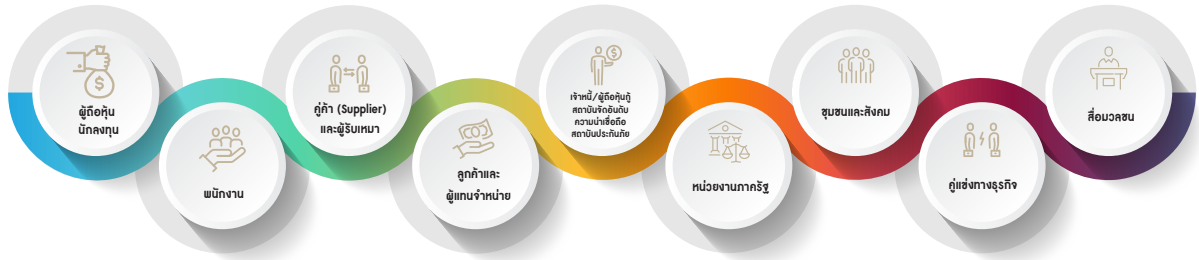 ผู้ถือหุ้น
นักลงทุน
พนักงาน
คู่ค้า (Supplier)
และผู้รับเหมา
ลูกค้าและ
ผู้แทนจำหน่าย
เจ้าหนี้/ผู้ถือหุ้นกู้
สถาบันจัดอันดับ
ความน่าเชื่อถือ
สถาบันประกันภัย
หน่วยงานภาครัฐ
ชุมชนและสังคม
คู่แข่งทางธุรกิจ
สื่อมวลชน